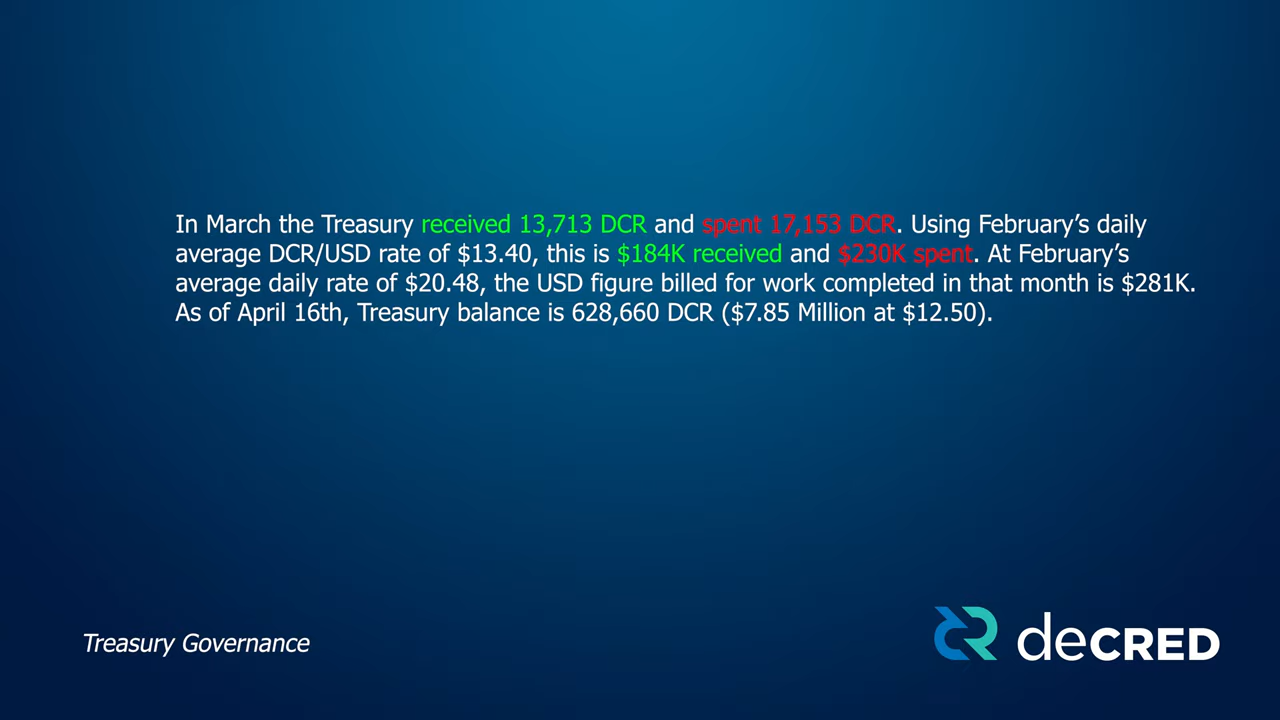 In March the Treasury received 13,713 DCR and spent 17,153 DCR. Using February’s daily
average DCR/USD rate of $13.40, this is $184K received and $230K spent. At February’s
average daily rate of $20.48, the USD figure billed for work completed in that month is $281K.
As of April 16th, Treasury balance is 628,660 DCR ($7.85 Million at $12.50).
Treasury Governance
deCRED